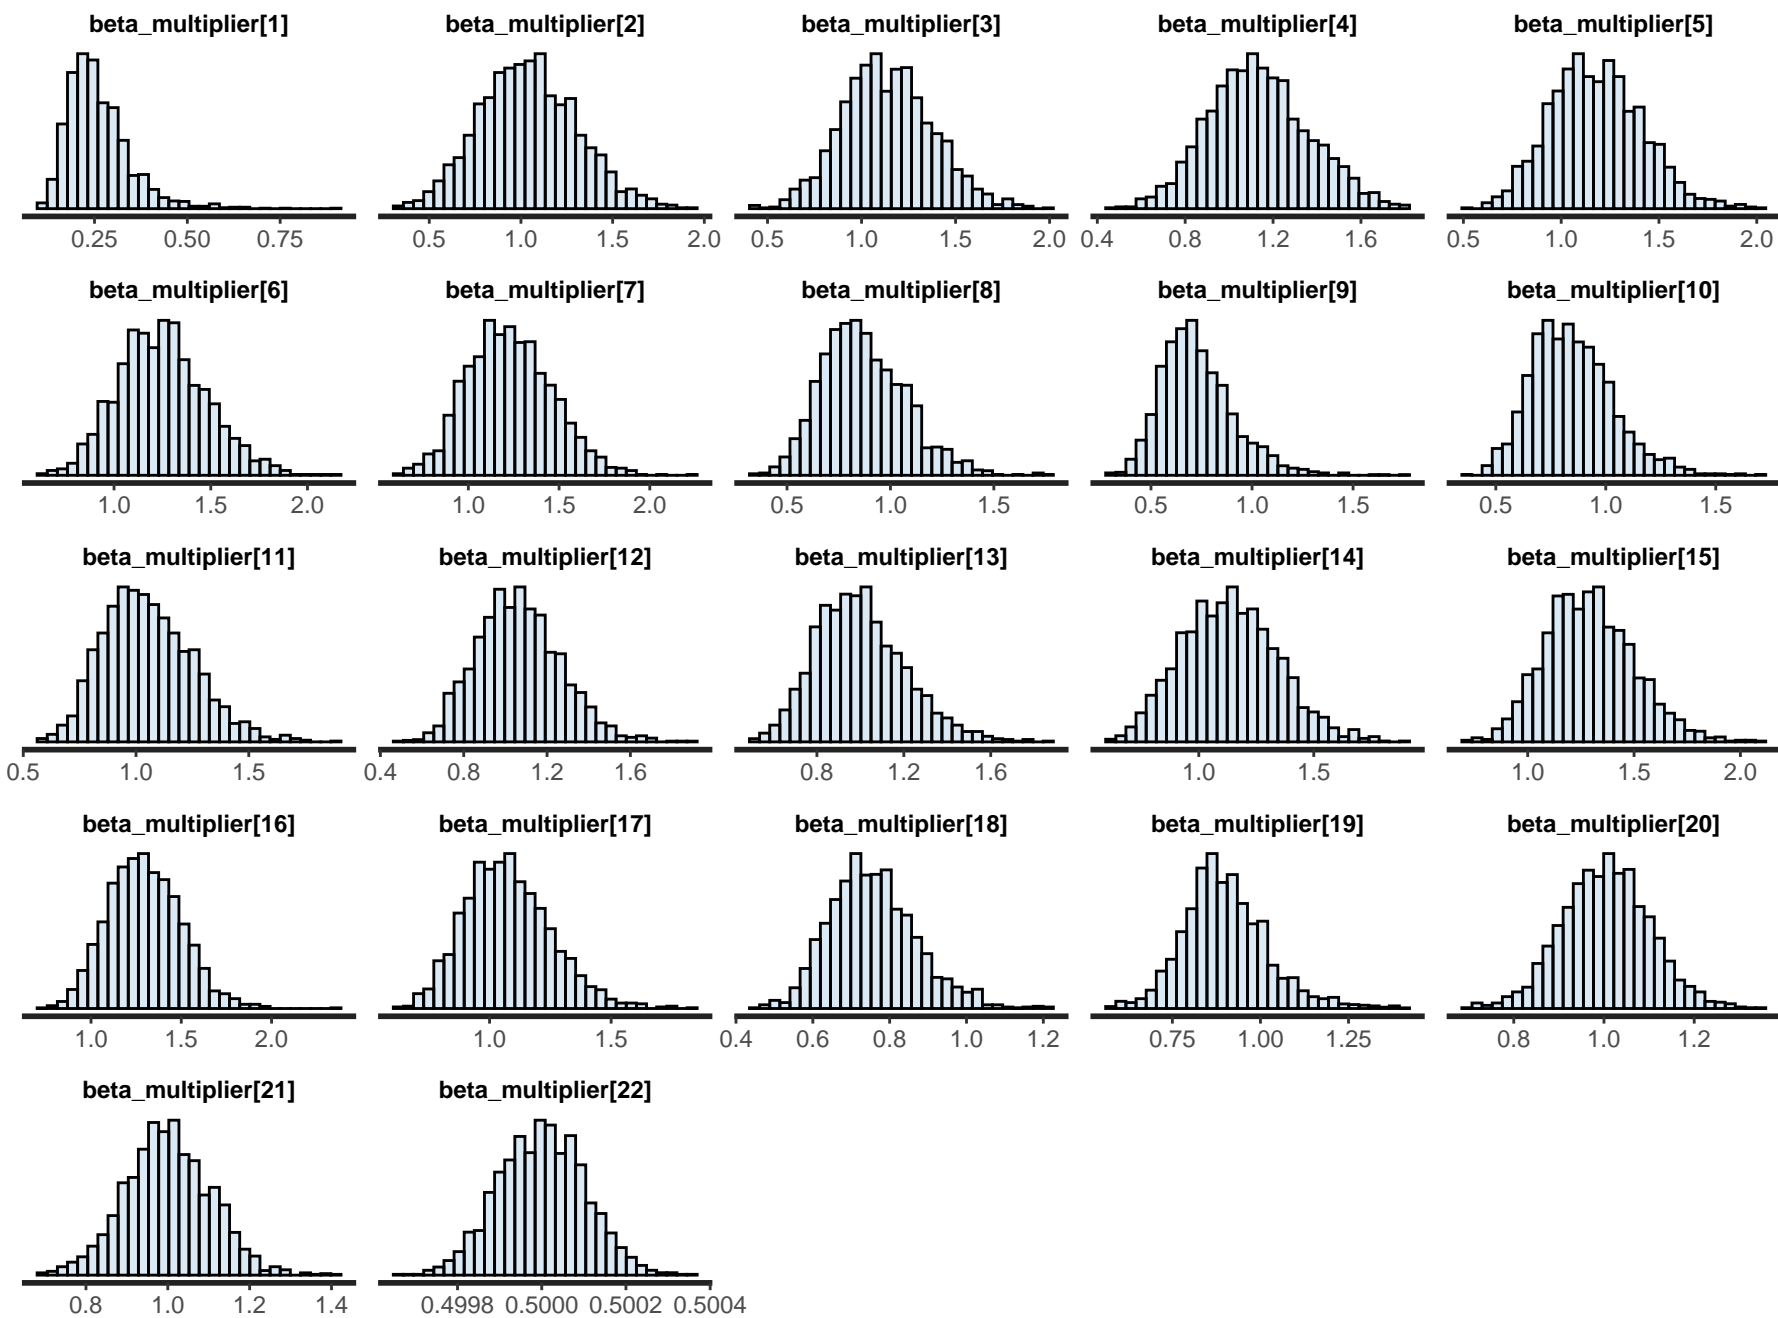 beta_multiplier[1] beta_multiplier[2] beta_multiplier[3] beta_multiplier[4] beta_multiplier[5]
0.25 0.50 0.75 0.5 1.0 1.5 2.0 0.5 1.0 1.5 2.0 0.4 0.8 1.2 1.6 0.5 1.0 1.5 2.0
beta_multiplier[6] beta_multiplier[7] beta_multiplier[8] beta_multiplier[9] beta_multiplier[10]
1.0 1.5 2.0 1.0 1.5 2.0 0.5 1.0 1.5 0.5 1.0 1.5 0.5 1.0 1.5
beta_multiplier[11] beta_multiplier[12] beta_multiplier[13] beta_multiplier[14] beta_multiplier[15]
0.5 1.0 1.5 0.4 0.8 1.2 1.6 0.8 1.2 1.6 1.0 1.5 1.0 1.5 2.0
beta_multiplier[16] beta_multiplier[17] beta_multiplier[18] beta_multiplier[19] beta_multiplier[20]
1.0 1.5 2.0 1.0 1.5 0.4 0.6 0.8 1.0 1.2 0.75 1.00 1.25 0.8 1.0 1.2
beta_multiplier[21] beta_multiplier[22]
0.8 1.0 1.2 1.4 0.4998 0.5000 0.5002 0.5004